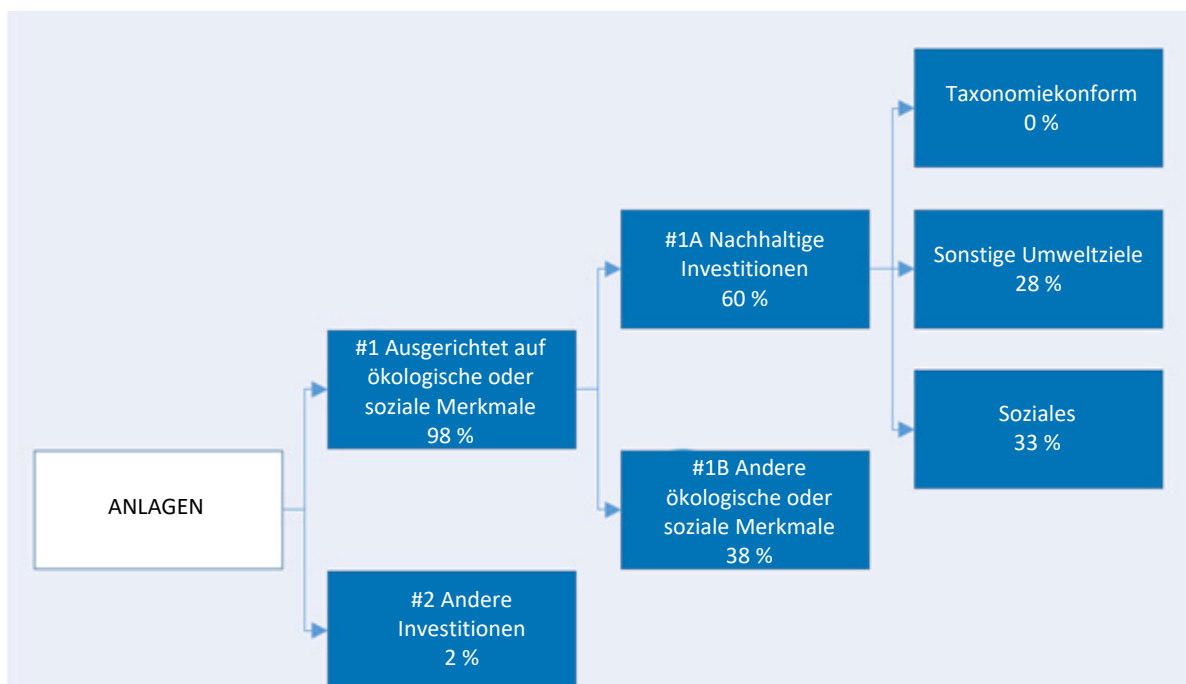 ANLAGEN
#1 Ausgerichtet auf
ökologische oder
soziale Merkmale
98 %
#2 Andere
Investitionen
2 %
#1A Nachhaltige
Investitionen
60 %
#1B Andere
ökologische oder
soziale Merkmale
38 %
Taxonomiekonform
0 %
Sonstige Umweltziele
28 %
Soziales
33 %